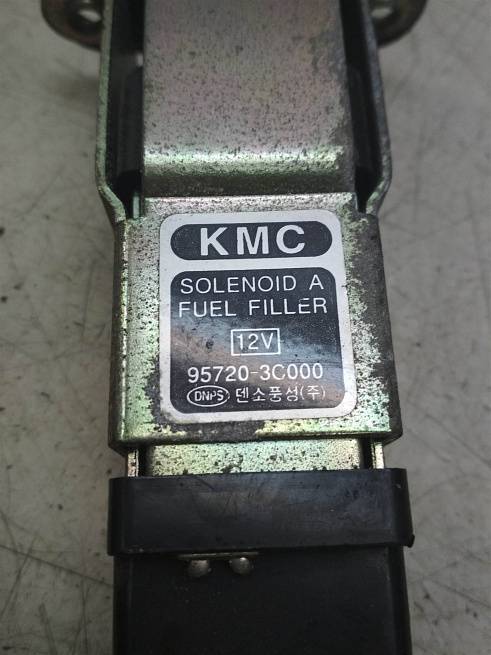 KMC
SOLENOID A
FUEL FILLER
12V
95720-3C000
DNPS 덴소풍성(주)